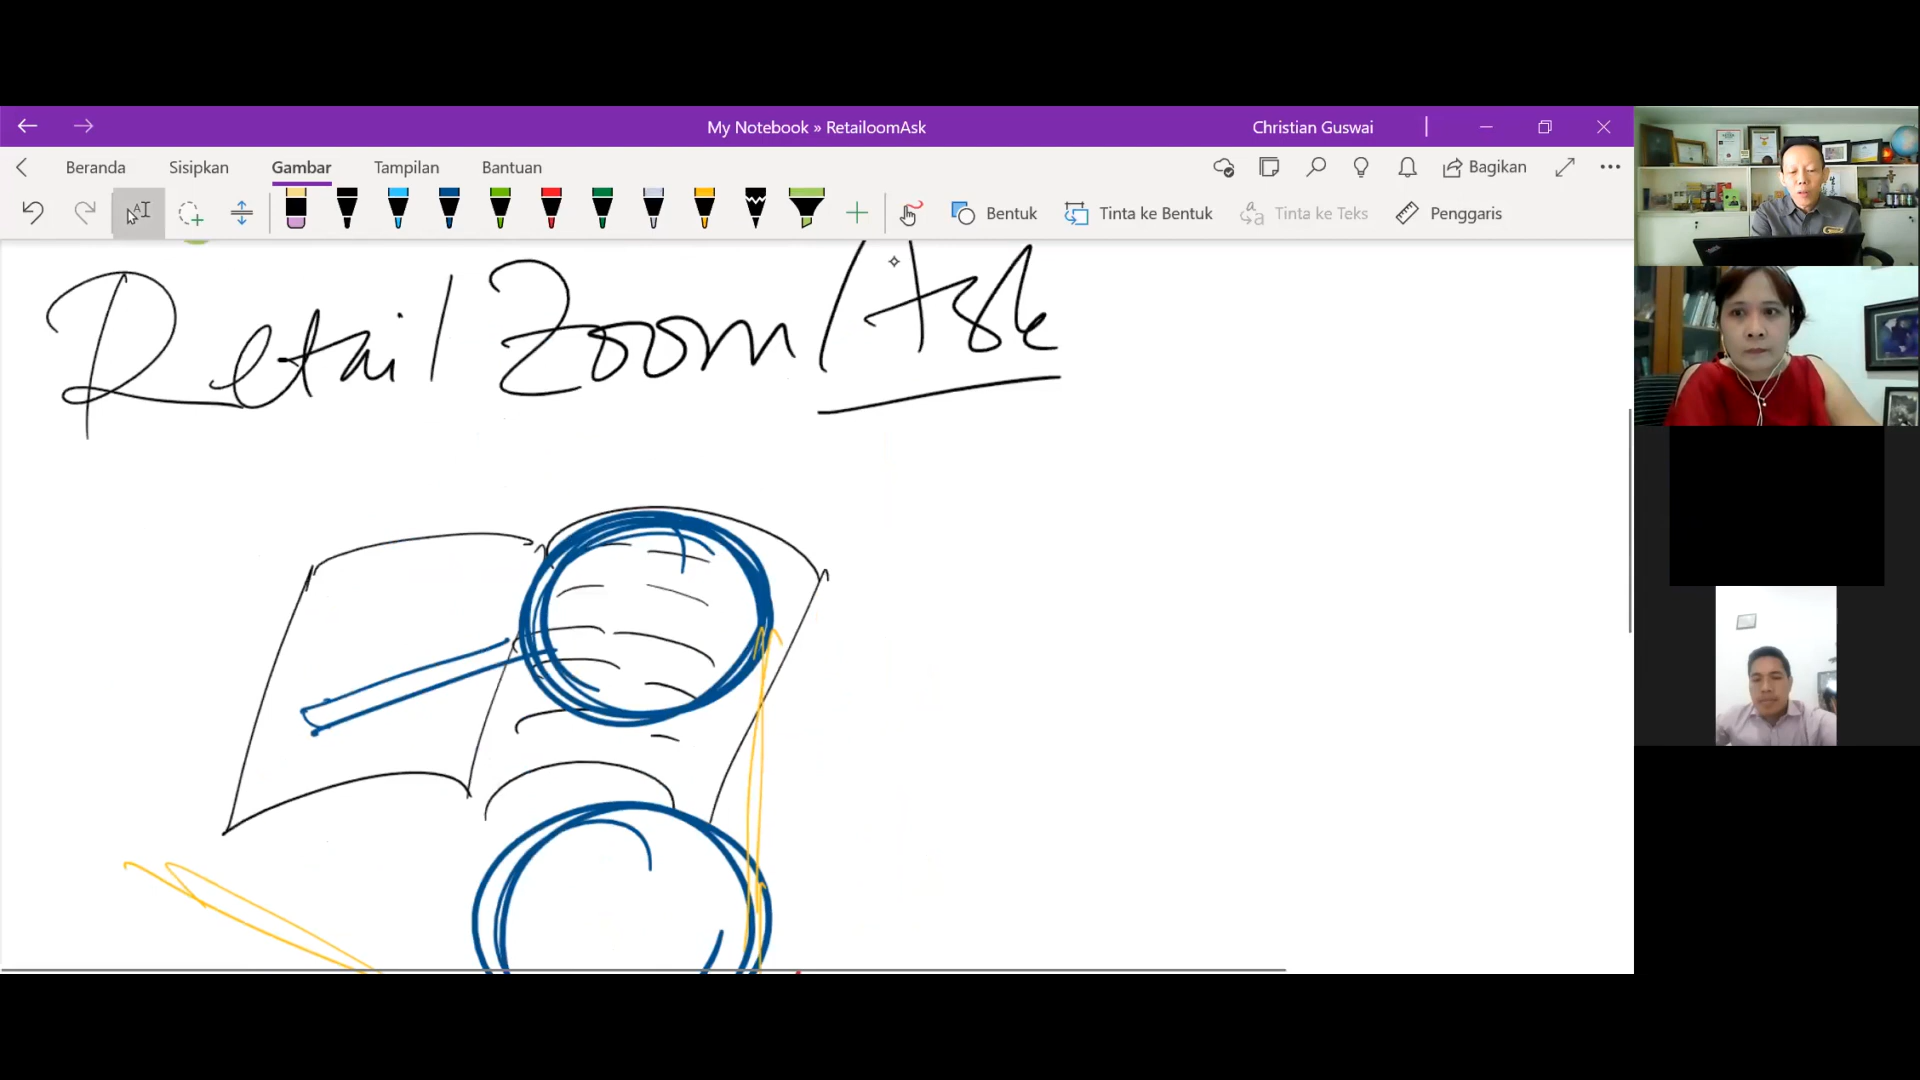 My Notebook » RetailoomAsk
Christian Guswai
Beranda Sisipkan Gambar Tampilan Bantuan
Bagikan
Bentuk Tinta ke Bentuk Tinta ke Teks Penggaris
Retail Zoom/Ask